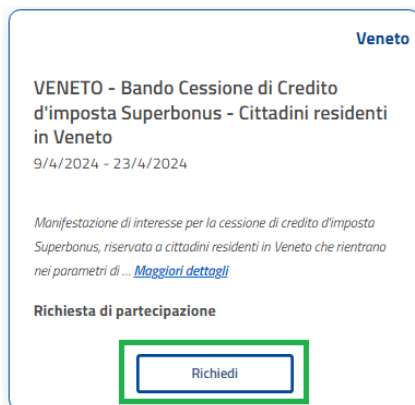 Veneto
VENETO - Bando Cessione di Credito
d'imposta Superbonus - Cittadini residenti
in Veneto
9/4/2024 - 23/4/2024
Manifestazione di interesse per la cessione di credito d'imposta
Superbonus, riservata a cittadini residenti in Veneto che rientrano
nei parametri di ... Maggiori dettagli
Richiesta di partecipazione
Richiedi